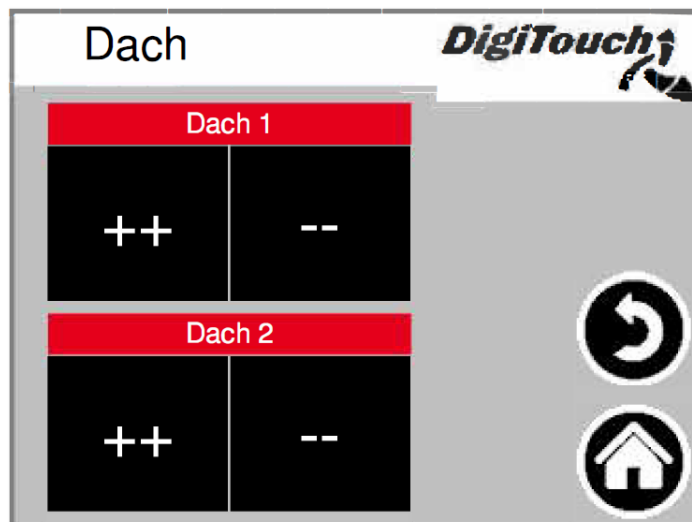 Dach
DigiTouch
Dach 1
++ --
Dach 2
++ --